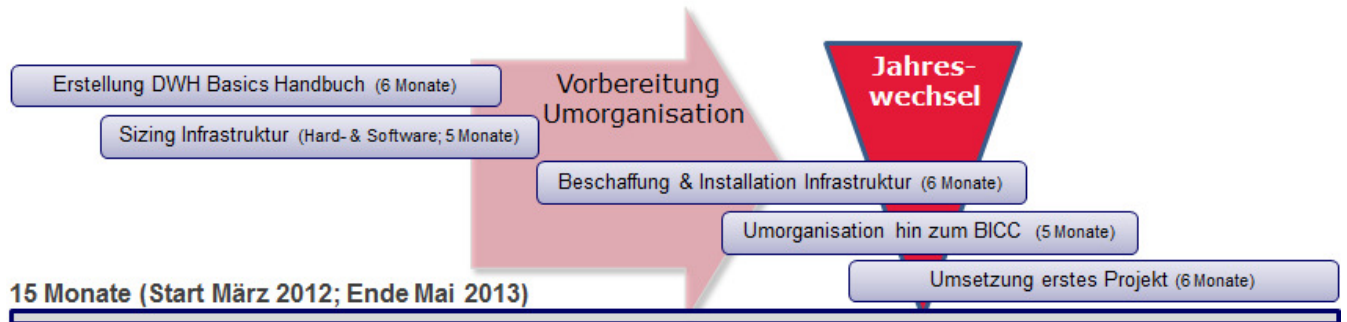 Jahres-
wechsel
Erstellung DWH Basics Handbuch (6 Monate)
Vorbereitung
Umorganisation
Sizing Infrastruktur (Hard- & Software; 5 Monate)
Beschaffung & Installation Infrastruktur (6 Monate)
Umorganisation hin zum BICC (5 Monate)
Umsetzung erstes Projekt (6 Monate)
15 Monate (Start März 2012; Ende Mai 2013)